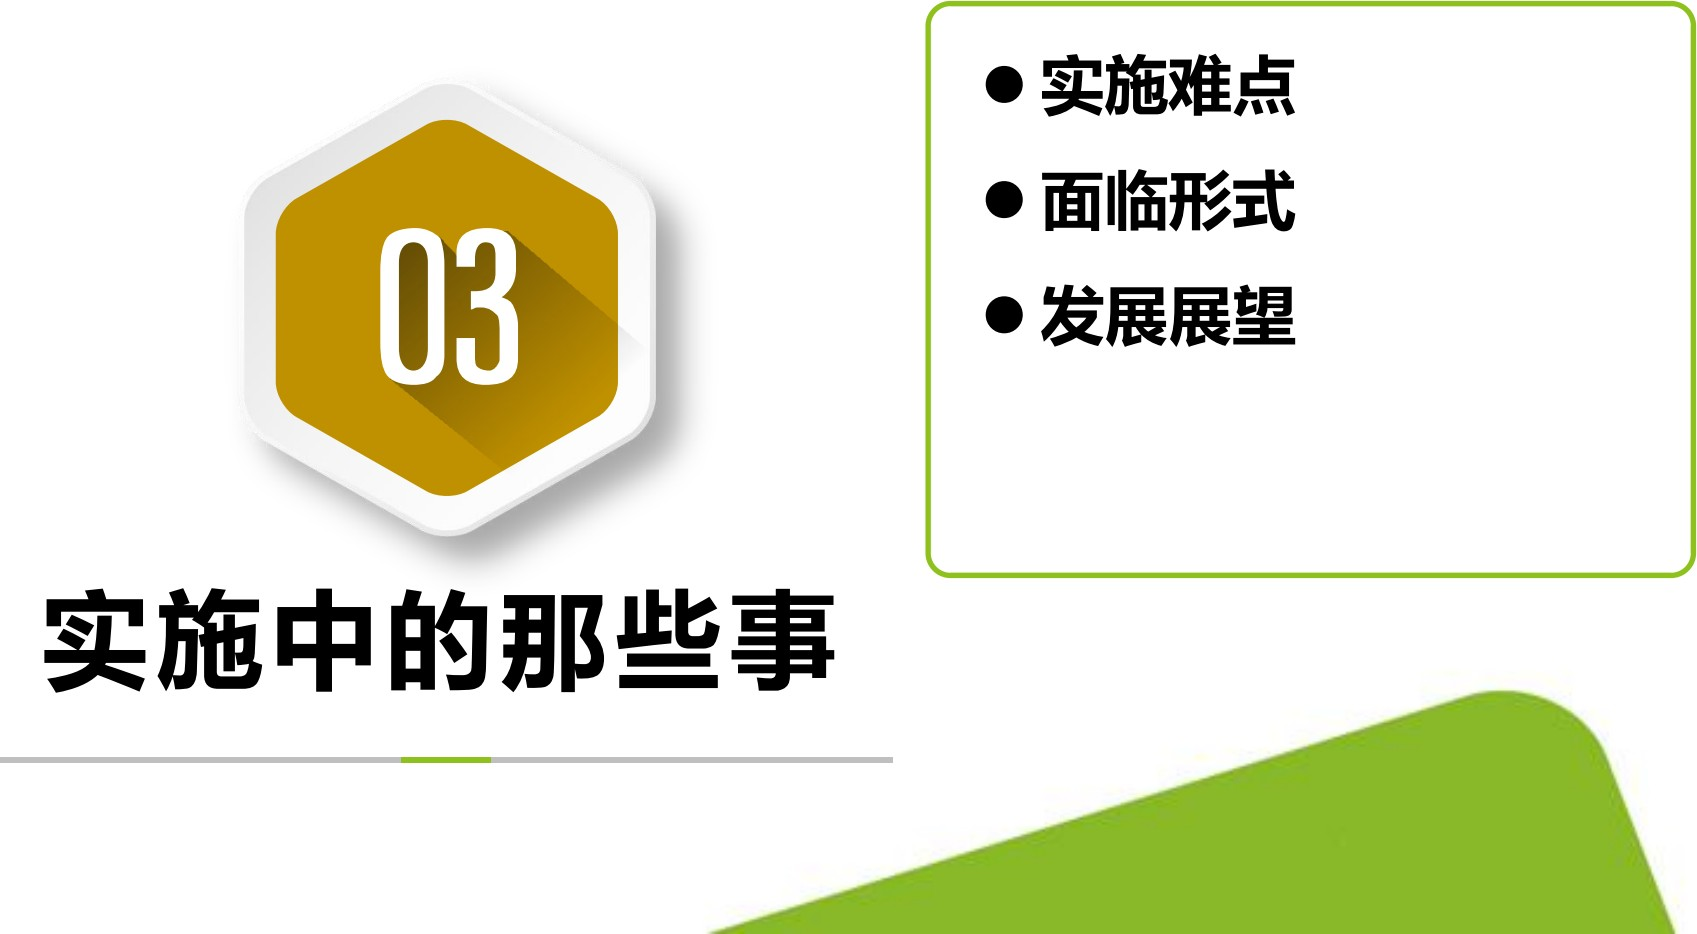 03
实施中的那些事
● 实施难点
● 面临形式
● 发展展望